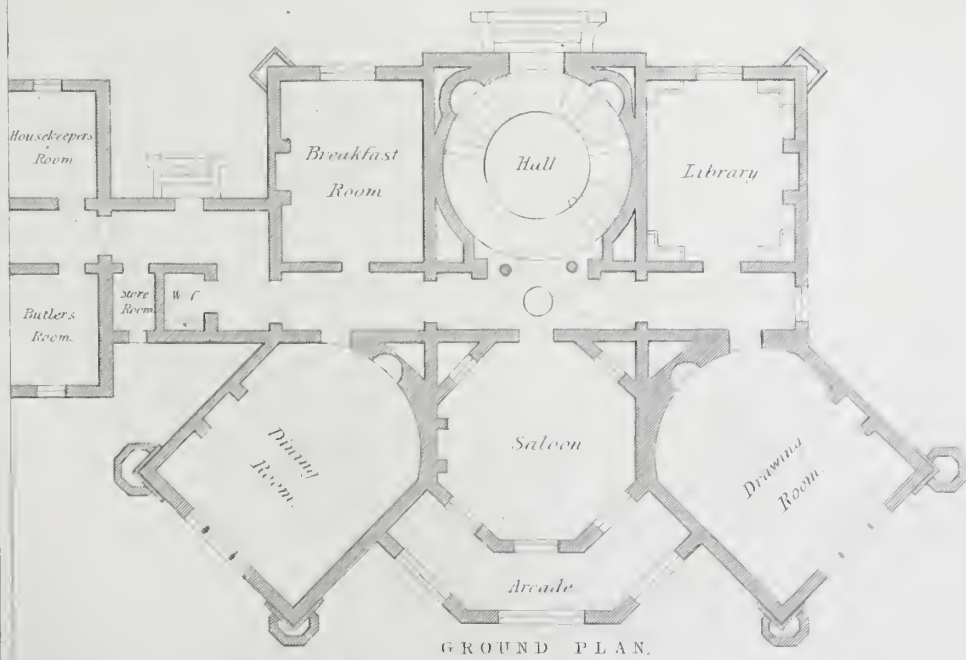 Housekeepers
Room
Breakfast
Room
Hall
Library
Butlers
Room.
Store
Room
W C
Dining
Room.
Saloon
Drawing
Room.
Arcade
GROUND PLAN.